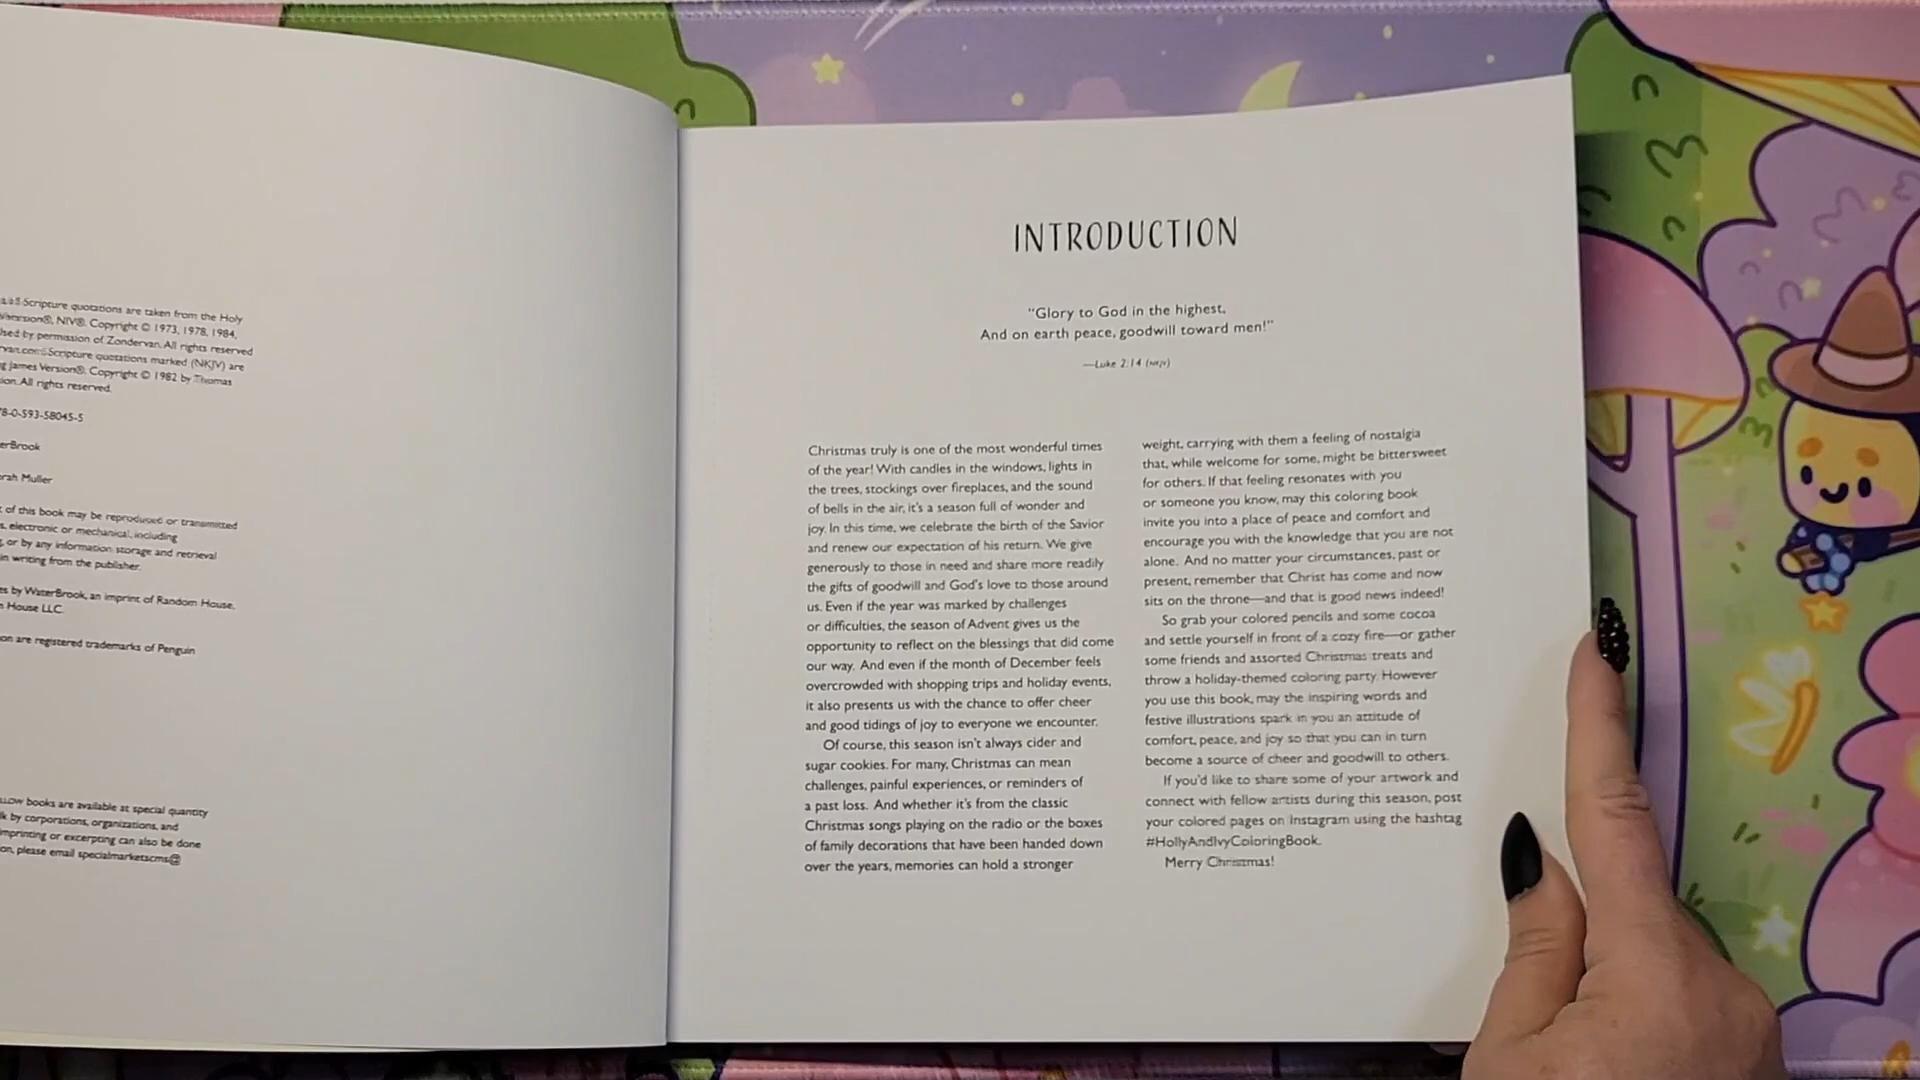 Scripture quotations are taken from the Holy
NIV®. Copyright © 1973, 1978, 1984,
by permission of Zondervan. All rights reserved
Scripture quotations marked (NKJV) are
James Version®. Copyright © 1982 by Thomas
All rights reserved.
8-0-593-58045-5
erBrook
rah Muller
of this book may be reproduced or transmitted
electronic or mechanical, including
or by any information storage and retrieval
in writing from the publisher.
by WaterBrook, an imprint of Random House,
House LLC.
are registered trademarks of Penguin
books are available at special quantity
by corporations, organizations, and
imprinting or excerpting can also be done
please email specialmarketscms@
INTRODUCTION
“Glory to God in the highest,
And on earth peace, goodwill toward men!”
—Luke 2:14 (NKJV)
Christmas truly is one of the most wonderful times
of the year! With candles in the windows, lights in
the trees, stockings over fireplaces, and the sound
of bells in the air, it’s a season full of wonder and
joy. In this time, we celebrate the birth of the Savior
and renew our expectation of his return. We give
generously to those in need and share more readily
the gifts of goodwill and God’s love to those around
us. Even if the year was marked by challenges
or difficulties, the season of Advent gives us the
opportunity to reflect on the blessings that did come
our way. And even if the month of December feels
overcrowded with shopping trips and holiday events,
it also presents us with the chance to offer cheer
and good tidings of joy to everyone we encounter.
Of course, this season isn’t always cider and
sugar cookies. For many, Christmas can mean
challenges, painful experiences, or reminders of
a past loss. And whether it’s from the classic
Christmas songs playing on the radio or the boxes
of family decorations that have been handed down
over the years, memories can hold a stronger
weight, carrying with them a feeling of nostalgia
that, while welcome for some, might be bittersweet
for others. If that feeling resonates with you
or someone you know, may this coloring book
invite you into a place of peace and comfort and
encourage you with the knowledge that you are not
alone. And no matter your circumstances, past or
present, remember that Christ has come and now
sits on the throne—and that is good news indeed!
So grab your colored pencils and some cocoa
and settle yourself in front of a cozy fire—or gather
some friends and assorted Christmas treats and
throw a holiday-themed coloring party. However
you use this book, may the inspiring words and
festive illustrations spark in you an attitude of
comfort, peace, and joy so that you can in turn
become a source of cheer and goodwill to others.
If you’d like to share some of your artwork and
connect with fellow artists during this season, post
your colored pages on Instagram using the hashtag
#HollyAndIvyColoringBook.
Merry Christmas!